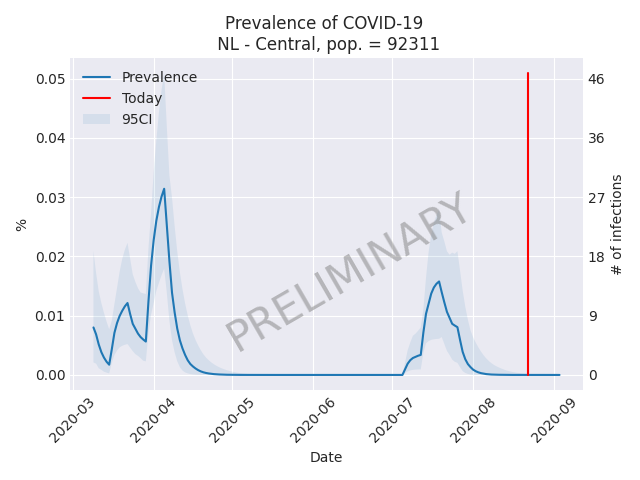 Prevalence of COVID-19
NL - Central, pop. = 92311
Prevalence
Today
95CI
%
0.05
0.04
0.03
0.02
0.01
0.00
46
36
27
18
9
0
# of infections
PRELIMINARY
2020-03
2020-04
2020-05
2020-06
2020-07
2020-08
2020-09
Date